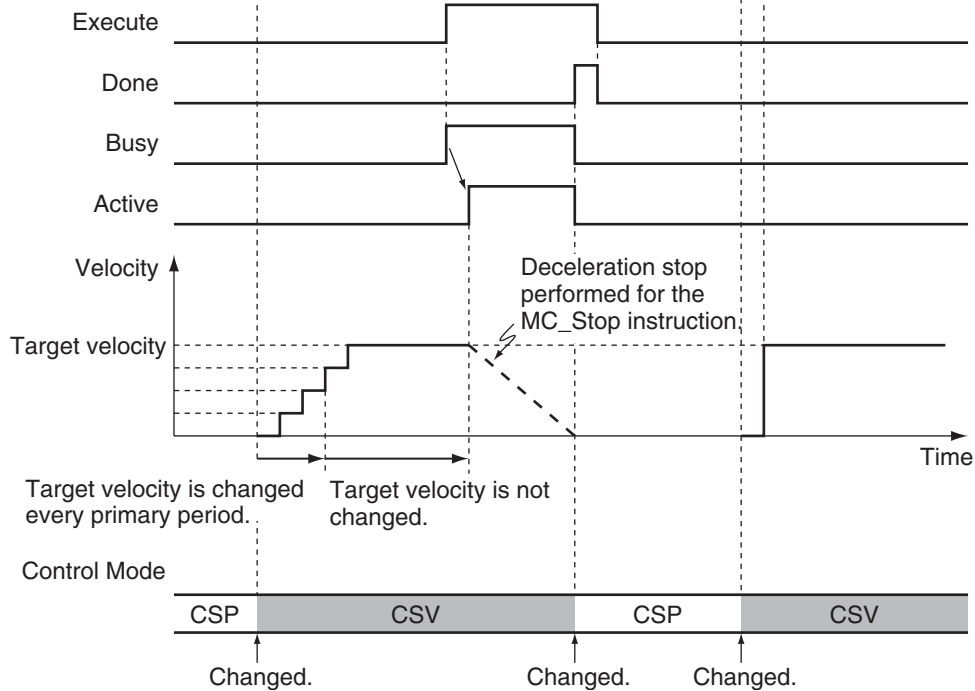 Execute
Done
Busy
Active
Velocity
Deceleration stop
performed for the
MC_Stop instruction.
Target velocity
Time
Target velocity is changed
every primary period.
Target velocity is not
changed.
Control Mode
CSP
CSV
CSP
CSV
Changed.
Changed.
Changed.